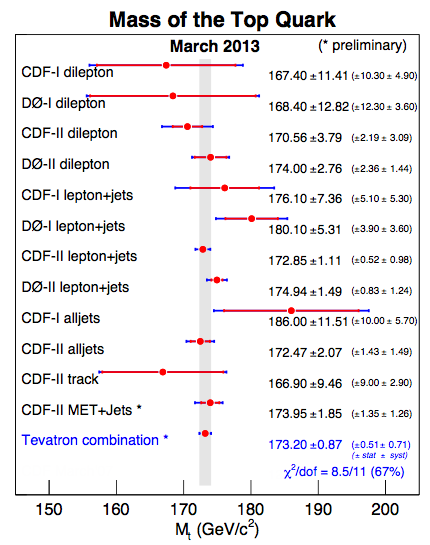 Mass of the Top Quark
March 2013 (* preliminary)
CDF-I dilepton 167.40 ±11.41 (±10.30 ± 4.90)
DØ-I dilepton 168.40 ±12.82 (±12.30 ± 3.60)
CDF-II dilepton 170.56 ±3.79 (±2.19 ± 3.09)
DØ-II dilepton 174.00 ±2.76 (±2.36 ± 1.44)
CDF-I lepton+jets 176.10 ±7.36 (±5.10 ± 5.30)
DØ-I lepton+jets 180.10 ±5.31 (±3.90 ± 3.60)
CDF-II lepton+jets 172.85 ±1.11 (±0.52 ± 0.98)
DØ-II lepton+jets 174.94 ±1.49 (±0.83 ± 1.24)
CDF-I alljets 186.00 ±11.51 (±10.00 ± 5.70)
CDF-II alljets 172.47 ±2.07 (±1.43 ± 1.49)
CDF-II track 166.90 ±9.46 (±9.00 ± 2.90)
CDF-II MET+Jets * 173.95 ±1.85 (±1.35 ± 1.26)
Tevatron combination * 173.20 ±0.87 (±0.51 ± 0.71)
(± stat ± syst)
χ²/dof = 8.5/11 (67%)
150 160 170 180 190 200
Mt (GeV/c²)